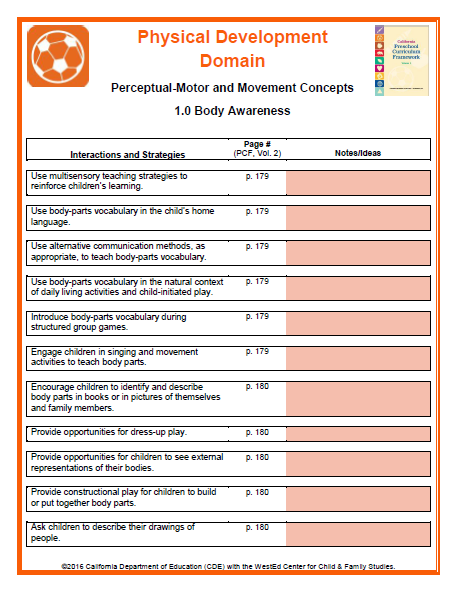 Physical Development
Domain
California
Preschool
Curriculum
Framework
Perceptual-Motor and Movement Concepts
1.0 Body Awareness
Interactions and Strategies
Page #
(PCF, Vol. 2)
Notes/Ideas
Use multisensory teaching strategies to
reinforce children's learning.
p. 179
Use body-parts vocabulary in the child's home
language.
p. 179
Use alternative communication methods, as
appropriate, to teach body-parts vocabulary.
p. 179
Use body-parts vocabulary in the natural context
of daily living activities and child-initiated play.
p. 179
Introduce body-parts vocabulary during
structured group games.
p. 179
Engage children in singing and movement
activities to teach body parts.
p. 179
Encourage children to identify and describe
body parts in books or in pictures of themselves
and family members.
p. 180
Provide opportunities for dress-up play.
p. 180
Provide opportunities for children to see external
representations of their bodies.
p. 180
Provide constructional play for children to build
or put together body parts.
p. 180
Ask children to describe their drawings of
people.
p. 180
©2016 California Department of Education (CDE) with the WestEd Center for Child & Family Studies.